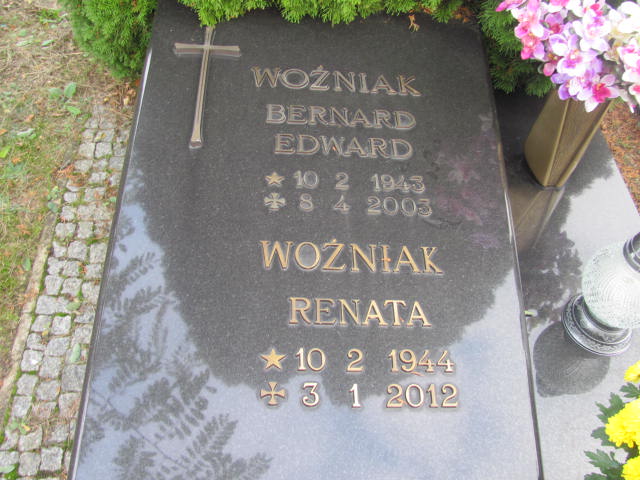 WOŹNIAK
BERNARD
EDWARD
10 2 1943
8 4 2003
WOŹNIAK
RENATA
10 2 1944
3 1 2012